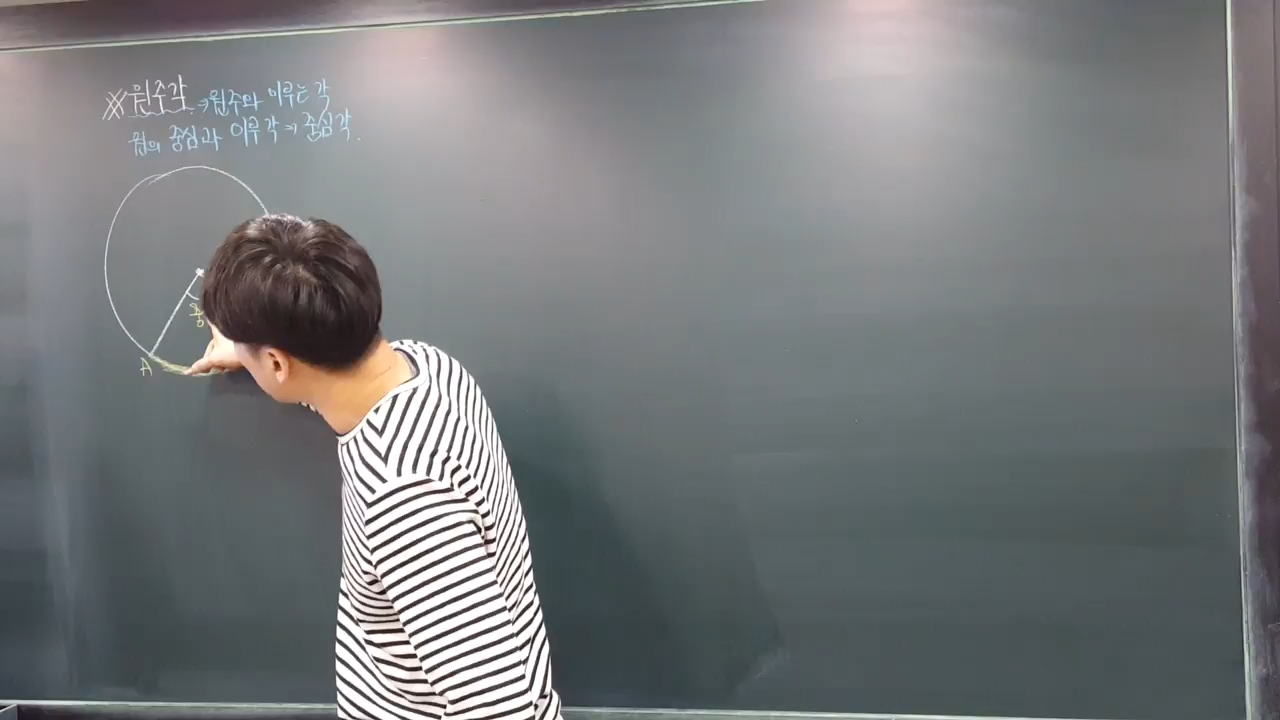 ※ 원주각 → 원주와 이루는 각
원의 중심과 이루 각 → 중심각.
중
A